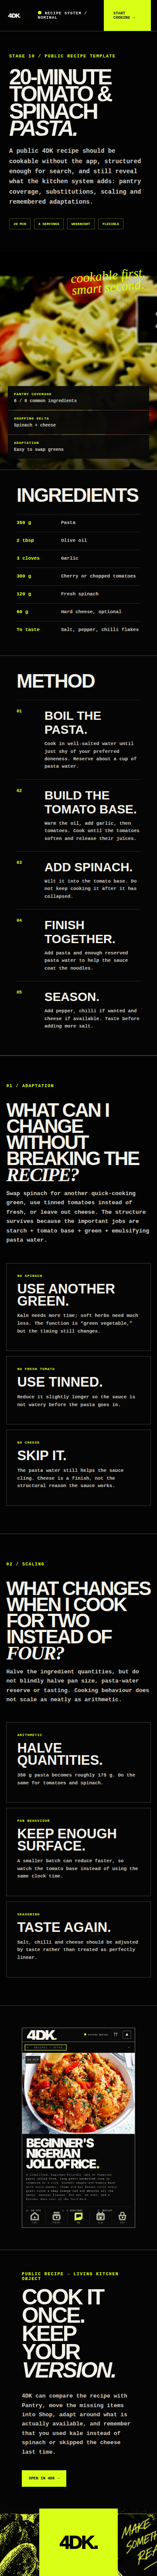 4DK.
RECIPE SYSTEM /
NOMINAL
START
COOKING →
STAGE 10 / PUBLIC RECIPE TEMPLATE
20-MINUTE
TOMATO &
SPINACH
PASTA.
A public 4DK recipe should be
cookable without the app, structured
enough for search, and still reveal
what the kitchen system adds: pantry
coverage, substitutions, scaling and
remembered adaptations.
20 MIN
4 SERVINGS
WEEKNIGHT
FLEXIBLE
cookable first.
smart second.
PANTRY COVERAGE
6 / 8 common ingredients
SHOPPING DELTA
Spinach + cheese
ADAPTATION
Easy to swap greens
INGREDIENTS
350 g Pasta
2 tbsp Olive oil
3 cloves Garlic
300 g Cherry or chopped tomatoes
120 g Fresh spinach
60 g Hard cheese, optional
To taste Salt, pepper, chilli flakes
METHOD
01
BOIL THE
PASTA.
Cook in well-salted water until
just shy of your preferred
doneness. Reserve about a cup of
pasta water.
02
BUILD THE
TOMATO BASE.
Warm the oil, add garlic, then
tomatoes. Cook until the tomatoes
soften and release their juices.
03
ADD SPINACH.
Wilt it into the tomato base. Do
not keep cooking it after it has
collapsed.
04
FINISH
TOGETHER.
Add pasta and enough reserved
pasta water to help the sauce
coat the noodles.
05
SEASON.
Add pepper, chilli if wanted and
cheese if available. Taste before
adding more salt.
01 / ADAPTATION
WHAT CAN I
CHANGE
WITHOUT
BREAKING THE
RECIPE?
Swap spinach for another quick-cooking
green, use tinned tomatoes instead of
fresh, or leave out cheese. The structure
survives because the important jobs are
starch + tomato base + green + emulsifying
pasta water.
NO SPINACH
USE ANOTHER
GREEN.
Kale needs more time; soft herbs need much
less. The function is “green vegetable,”
but the timing still changes.
NO FRESH TOMATO
USE TINNED.
Reduce it slightly longer so the sauce is
not watery before the pasta goes in.
NO CHEESE
SKIP IT.
The pasta water still helps the sauce
cling. Cheese is a finish, not the
structural reason the sauce works.
02 / SCALING
WHAT CHANGES
WHEN I COOK
FOR TWO
INSTEAD OF
FOUR?
Halve the ingredient quantities, but do
not blindly halve pan size, pasta-water
reserve or tasting. Cooking behaviour does
not scale as neatly as arithmetic.
ARITHMETIC
HALVE
QUANTITIES.
350 g pasta becomes roughly 175 g. Do the
same for tomatoes and spinach.
PAN BEHAVIOUR
KEEP ENOUGH
SURFACE.
A smaller batch can reduce faster, so
watch the tomato base instead of using the
same clock time.
SEASONING
TASTE AGAIN.
Salt, chilli and cheese should be adjusted
by taste rather than treated as perfectly
linear.
4DK.
BEGINNER'S
NIGERIAN
JOLLOF RICE.
PUBLIC RECIPE → LIVING KITCHEN
OBJECT
COOK IT
ONCE.
KEEP
YOUR
VERSION.
4DK can compare the recipe with
Pantry, move the missing items
into Shop, adapt around what is
actually available, and remember
that you used kale instead of
spinach or skipped the cheese
last time.
OPEN IN 4DK →
4DK.
MAKE
SOMETHING